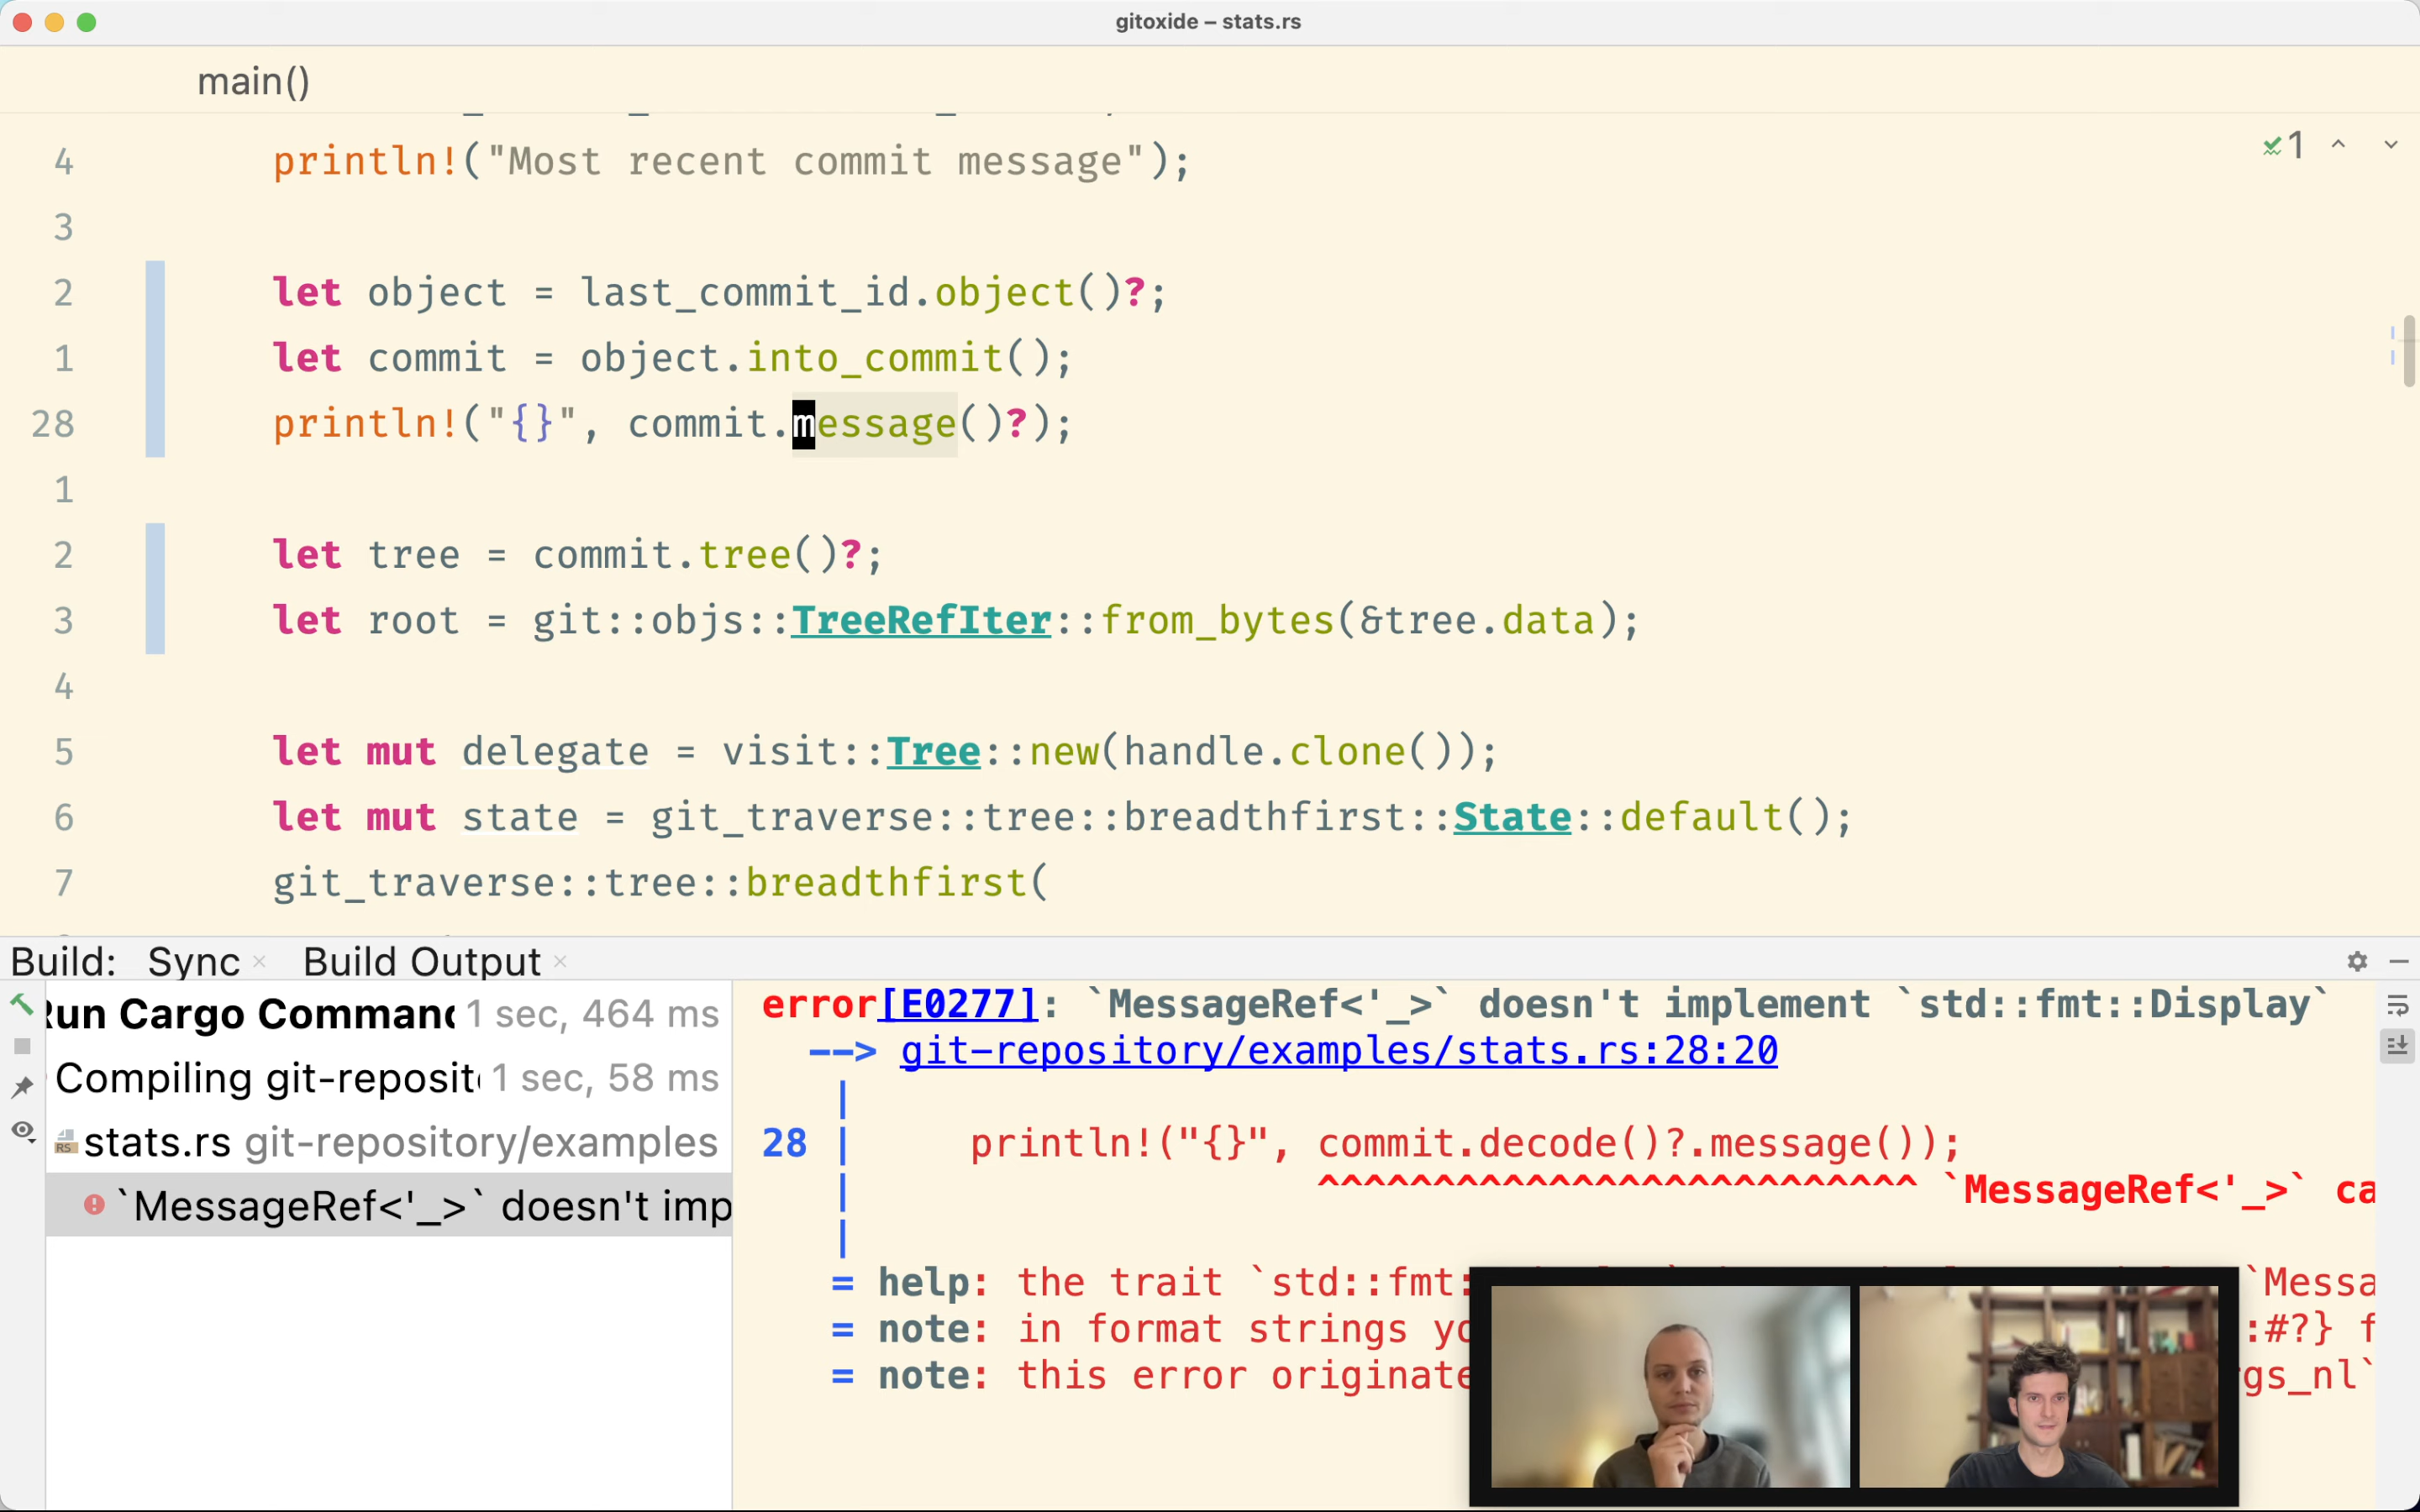 gitoxide – stats.rs
main()
4 println!("Most recent commit message");
3
2 let object = last_commit_id.object()?;
1 let commit = object.into_commit();
28 println!("{}", commit.message()?);
1
2 let tree = commit.tree()?;
3 let root = git::objs::TreeRefIter::from_bytes(&tree.data);
4
5 let mut delegate = visit::Tree::new(handle.clone());
6 let mut state = git_traverse::tree::breadthfirst::State::default();
7 git_traverse::tree::breadthfirst(
1
Build: Sync × Build Output ×
Run Cargo Command 1 sec, 464 ms
Compiling git-reposit 1 sec, 58 ms
stats.rs git-repository/examples
`MessageRef<'_>` doesn't imp
error[E0277]: `MessageRef<'_>` doesn't implement `std::fmt::Display`
--> git-repository/examples/stats.rs:28:20
|
28 | println!("{}", commit.decode()?.message());
| ^^^^^^^^^^^^^^^^^^^^^^^^^^ `MessageRef<'_>` ca
|
= help: the trait `std::fmt: `Messa
= note: in format strings yo :#?} f
= note: this error originate gs_nl`